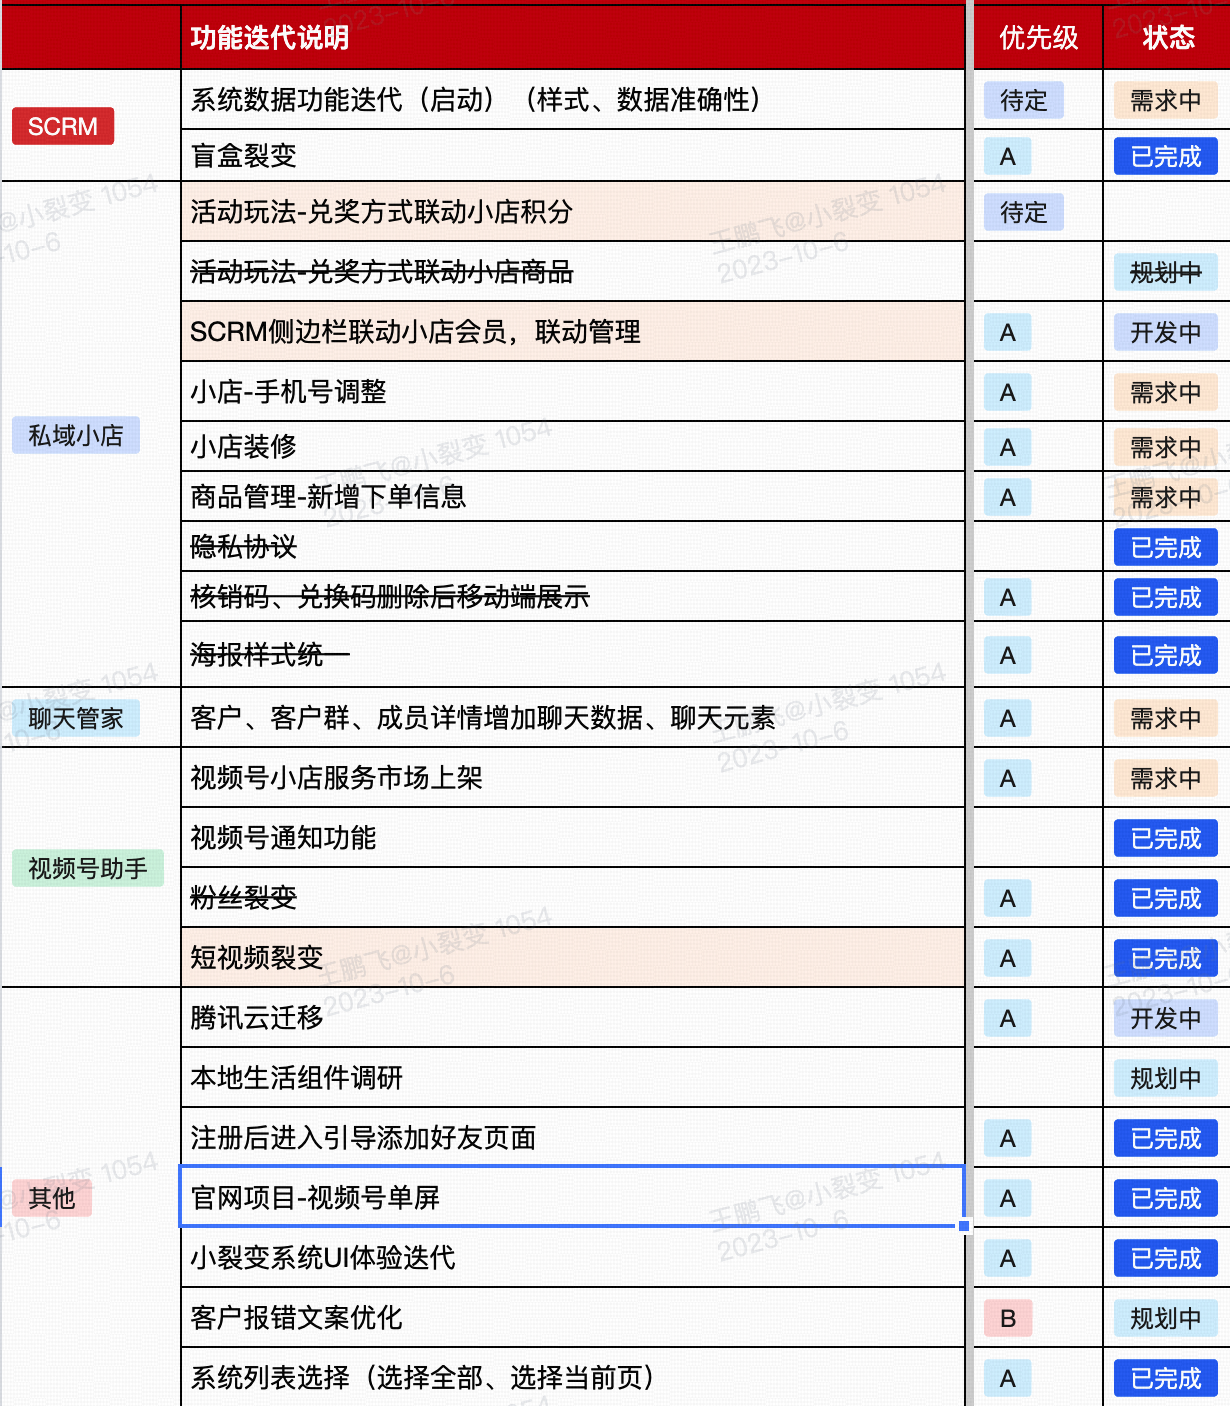 功能迭代说明 优先级 状态
SCRM
系统数据功能迭代（启动）（样式、数据准确性） 待定 需求中
盲盒裂变 A 已完成
私域小店
活动玩法-兑奖方式联动小店积分 待定
活动玩法-兑奖方式联动小店商品 规划中
SCRM侧边栏联动小店会员，联动管理 A 开发中
小店-手机号调整 A 需求中
小店装修 A 需求中
商品管理-新增下单信息 A 需求中
隐私协议 已完成
核销码、兑换码删除后移动端展示 A 已完成
海报样式统一 A 已完成
聊天管家 客户、客户群、成员详情增加聊天数据、聊天元素 A 需求中
视频号助手
视频号小店服务市场上架 A 需求中
视频号通知功能 已完成
粉丝裂变 A 已完成
短视频裂变 A 已完成
其他
腾讯云迁移 A 开发中
本地生活组件调研 规划中
注册后进入引导添加好友页面 A 已完成
官网项目-视频号单屏 A 已完成
小裂变系统UI体验迭代 A 已完成
客户报错文案优化 B 规划中
系统列表选择（选择全部、选择当前页） A 已完成
王鹏飞@小裂变 1054
2023-10-6